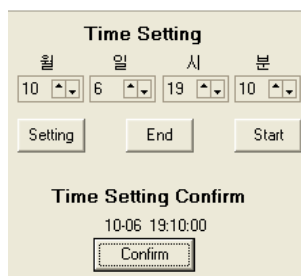 Time Setting
월 일 시 분
10 6 19 10
Setting End Start
Time Setting Confirm
10-06 19:10:00
Confirm